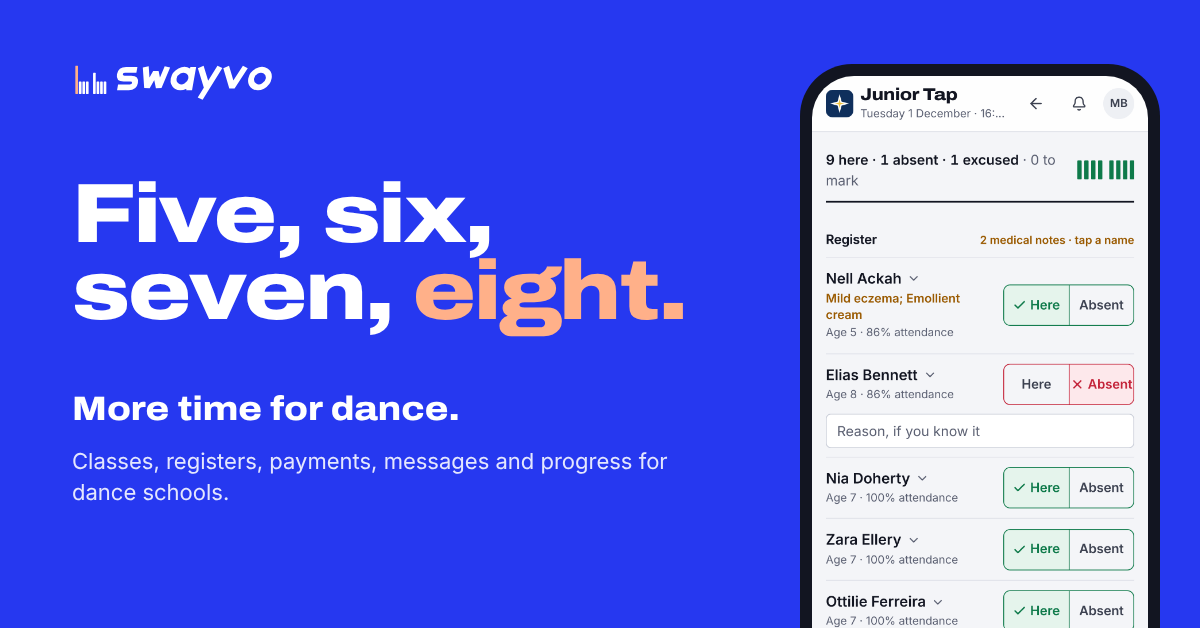 swayvo
Five, six,
seven, eight.
More time for dance.
Classes, registers, payments, messages and progress for
dance schools.
Junior Tap
Tuesday 1 December · 16:...
MB
9 here · 1 absent · 1 excused · 0 to
mark
Register
2 medical notes · tap a name
Nell Ackah
Mild eczema; Emollient
cream
Age 5 · 86% attendance
Here Absent
Elias Bennett
Age 8 · 86% attendance
Here Absent
Reason, if you know it
Nia Doherty
Age 7 · 100% attendance
Here Absent
Zara Ellery
Age 7 · 100% attendance
Here Absent
Ottilie Ferreira
Age 7 · 100% attendance
Here Absent